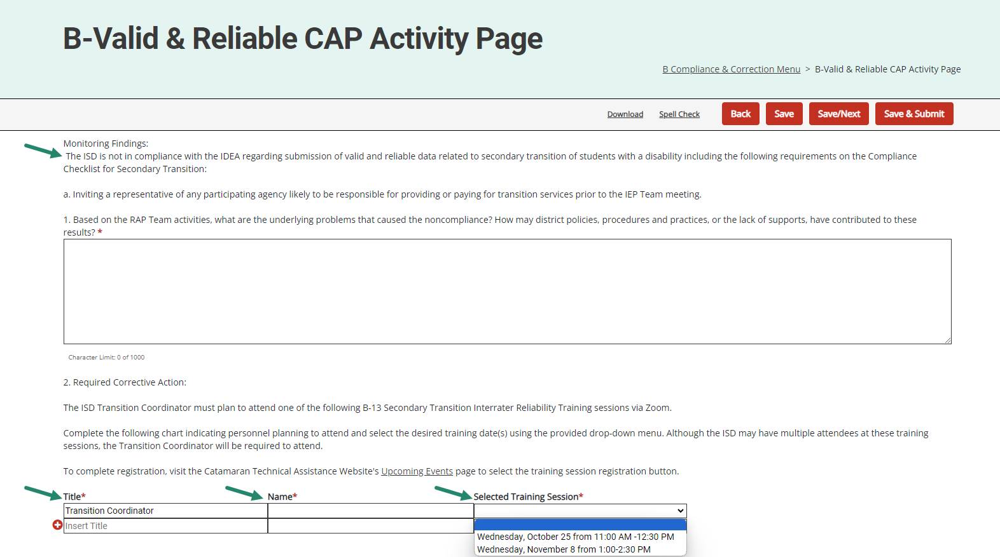 B-Valid & Reliable CAP Activity Page
B Compliance & Correction Menu > B-Valid & Reliable CAP Activity Page
Download Spell Check Back Save Save/Next Save & Submit
Monitoring Findings:
The ISD is not in compliance with the IDEA regarding submission of valid and reliable data related to secondary transition of students with a disability including the following requirements on the Compliance
Checklist for Secondary Transition:
a. Inviting a representative of any participating agency likely to be responsible for providing or paying for transition services prior to the IEP Team meeting.
1. Based on the RAP Team activities, what are the underlying problems that caused the noncompliance? How may district policies, procedures and practices, or the lack of supports, have contributed to these
results? *
Character Limit: 0 of 1000
2. Required Corrective Action:
The ISD Transition Coordinator must plan to attend one of the following B-13 Secondary Transition Interrater Reliability Training sessions via Zoom.
Complete the following chart indicating personnel planning to attend and select the desired training date(s) using the provided drop-down menu. Although the ISD may have multiple attendees at these training
sessions, the Transition Coordinator will be required to attend.
To complete registration, visit the Catamaran Technical Assistance Website's Upcoming Events page to select the training session registration button.
Title* Name* Selected Training Session*
Transition Coordinator
Insert Title
Wednesday, October 25 from 11:00 AM -12:30 PM
Wednesday, November 8 from 1:00-2:30 PM